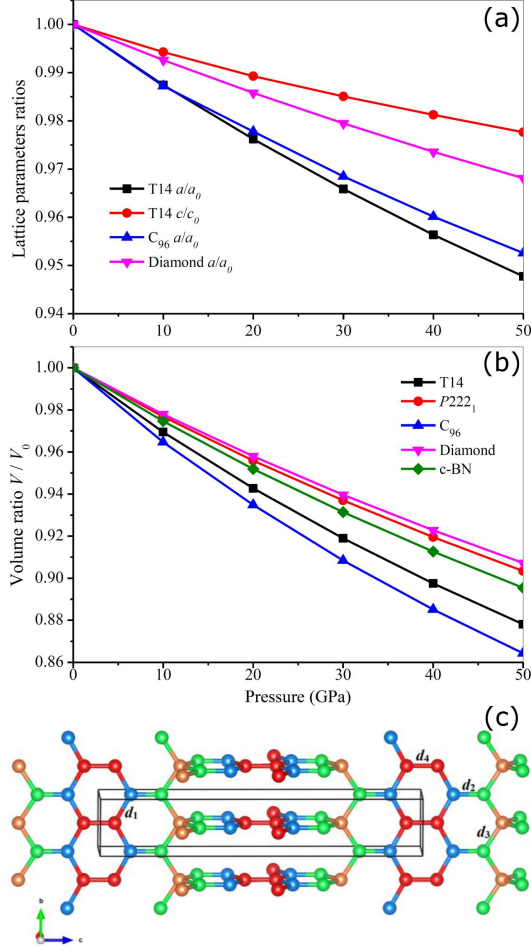 (a)
1.00
0.99
0.98
0.97
0.96
0.95
0.94
Lattice parameters ratios
T14 a/a₀
T14 c/c₀
C₉₆ a/a₀
Diamond a/a₀
0 10 20 30 40 50
(b)
1.00
0.98
0.96
0.94
0.92
0.90
0.88
0.86
Volume ratio V / V₀
T14
P222₁
C₉₆
Diamond
c-BN
0 10 20 30 40 50
Pressure (GPa)
(c)
d₄
d₂
d₁
d₃
b
c